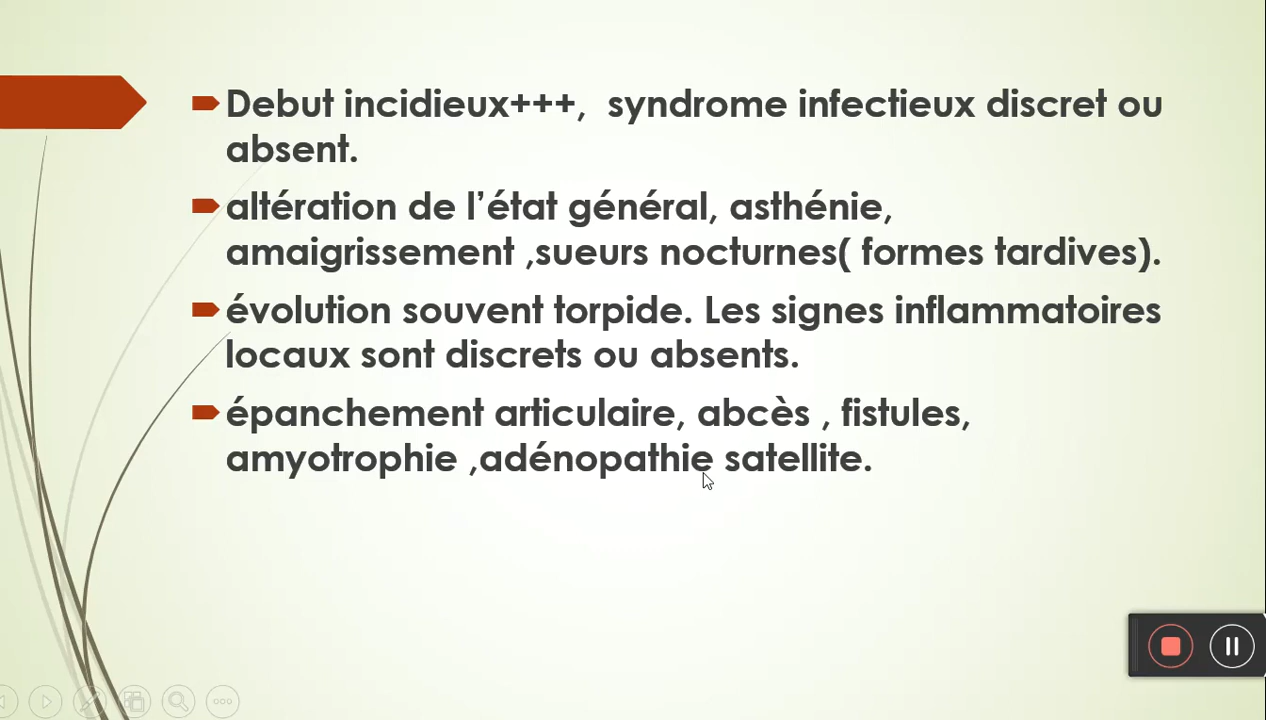 Debut incidieux+++,  syndrome infectieux discret ou
absent.
altération de l’état général, asthénie,
amaigrissement ,sueurs nocturnes( formes tardives).
évolution souvent torpide. Les signes inflammatoires
locaux sont discrets ou absents.
épanchement articulaire, abcès , fistules,
amyotrophie ,adénopathie satellite.